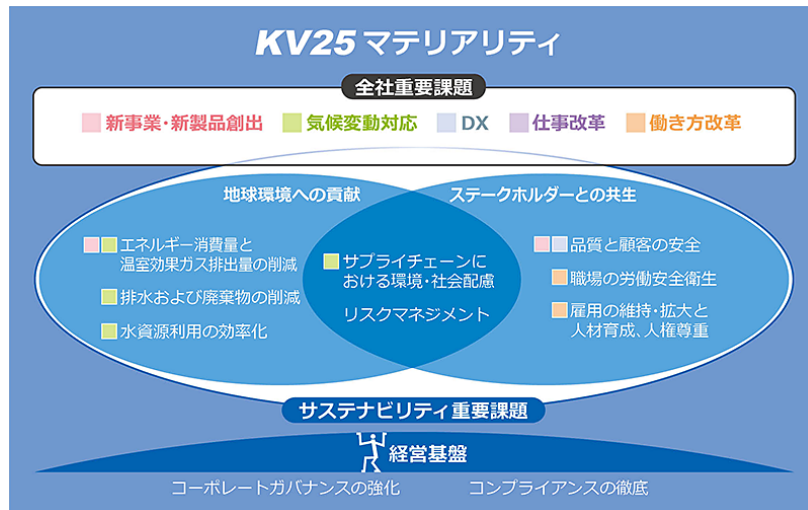 KV25 マテリアリティ
全社重要課題
新事業・新製品創出 気候変動対応 DX 仕事改革 働き方改革
地球環境への貢献
ステークホルダーとの共生
エネルギー消費量と
温室効果ガス排出量の削減
排水および廃棄物の削減
水資源利用の効率化
サプライチェーンに
おける環境・社会配慮
リスクマネジメント
品質と顧客の安全
職場の労働安全衛生
雇用の維持・拡大と
人材育成、人権尊重
サステナビリティ重要課題
経営基盤
コーポレートガバナンスの強化 コンプライアンスの徹底